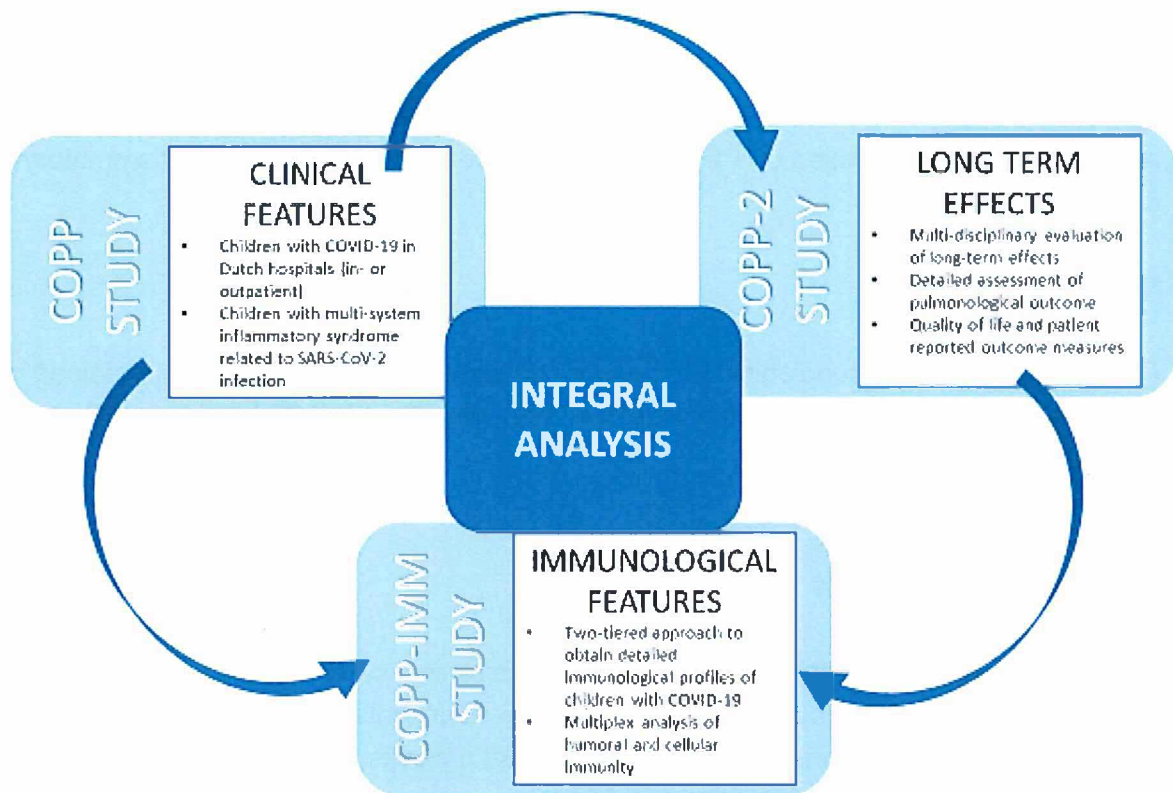 COPP
STUDY
CLINICAL
FEATURES
• Children with COVID-19 in
Dutch hospitals (in- or
outpatient)
• Children with multi-system
inflammatory syndrome
related to SARS-CoV-2
infection
COPP-2
STUDY
LONG TERM
EFFECTS
• Multi-disciplinary evaluation
of long-term effects
• Detailed assessment of
pulmonological outcome
• Quality of life and patient
reported outcome measures
INTEGRAL
ANALYSIS
COPP-IMM
STUDY
IMMUNOLOGICAL
FEATURES
• Two-tiered approach to
obtain detailed
immunological profiles of
children with COVID-19
• Multiplex analysis of
humoral and cellular
immunity